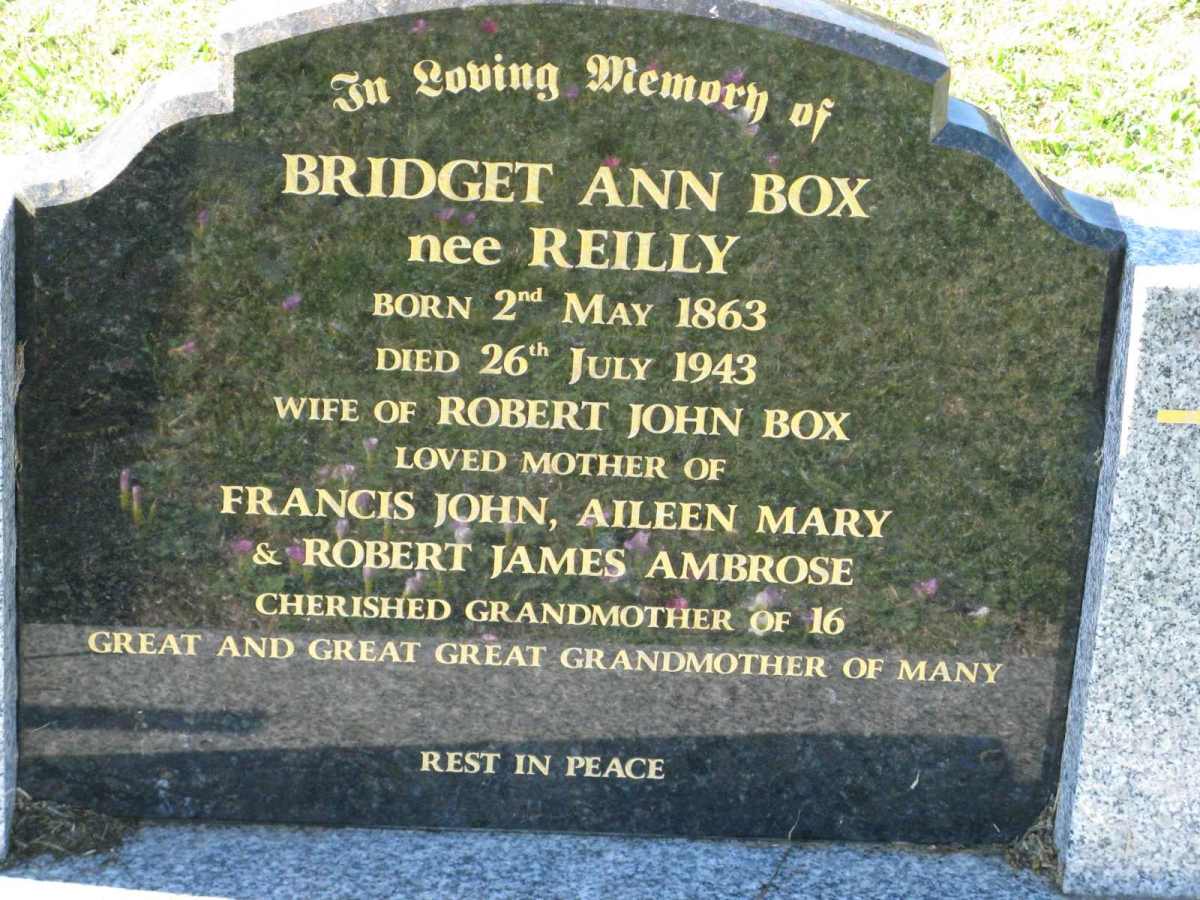 In Loving Memory of
BRIDGET ANN BOX
nee REILLY
BORN 2nd MAY 1863
DIED 26th JULY 1943
WIFE OF ROBERT JOHN BOX
LOVED MOTHER OF
FRANCIS JOHN, AILEEN MARY
& ROBERT JAMES AMBROSE
CHERISHED GRANDMOTHER OF 16
GREAT AND GREAT GREAT GRANDMOTHER OF MANY
REST IN PEACE